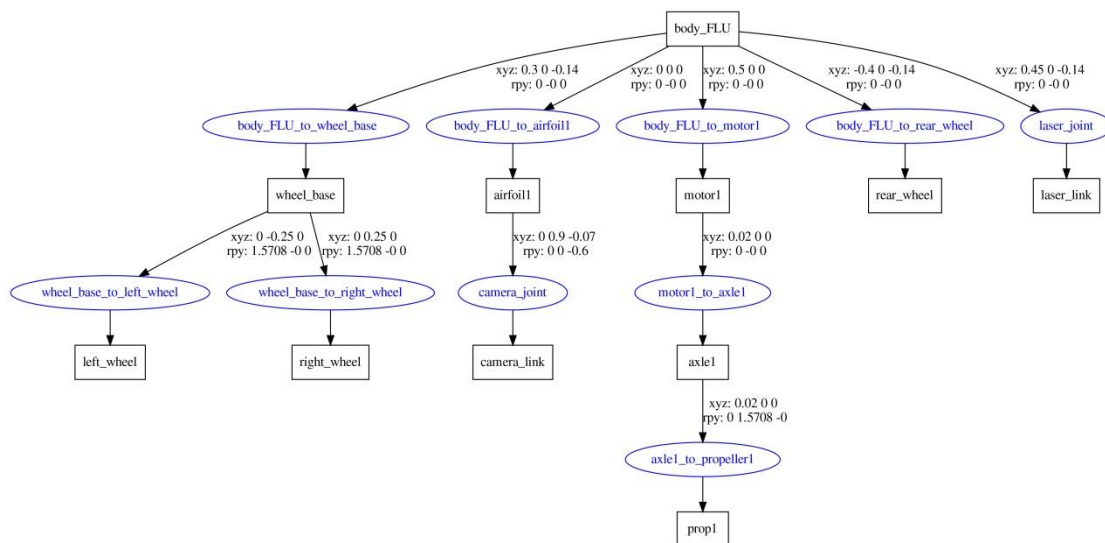 body_FLU
xyz: 0.3 0 -0.14
rpy: 0 -0 0
xyz: 0 0 0
rpy: 0 -0 0
xyz: 0.5 0 0
rpy: 0 -0 0
xyz: -0.4 0 -0.14
rpy: 0 -0 0
xyz: 0.45 0 -0.14
rpy: 0 -0 0
body_FLU_to_wheel_base
body_FLU_to_airfoil1
body_FLU_to_motor1
body_FLU_to_rear_wheel
laser_joint
wheel_base
airfoil1
motor1
rear_wheel
laser_link
xyz: 0 -0.25 0
rpy: 1.5708 -0 0
xyz: 0 0.25 0
rpy: 1.5708 -0 0
xyz: 0 0.9 -0.07
rpy: 0 0 -0.6
xyz: 0.02 0 0
rpy: 0 -0 0
wheel_base_to_left_wheel
wheel_base_to_right_wheel
camera_joint
motor1_to_axle1
left_wheel
right_wheel
camera_link
axle1
xyz: 0.02 0 0
rpy: 0 1.5708 -0
axle1_to_propeller1
prop1